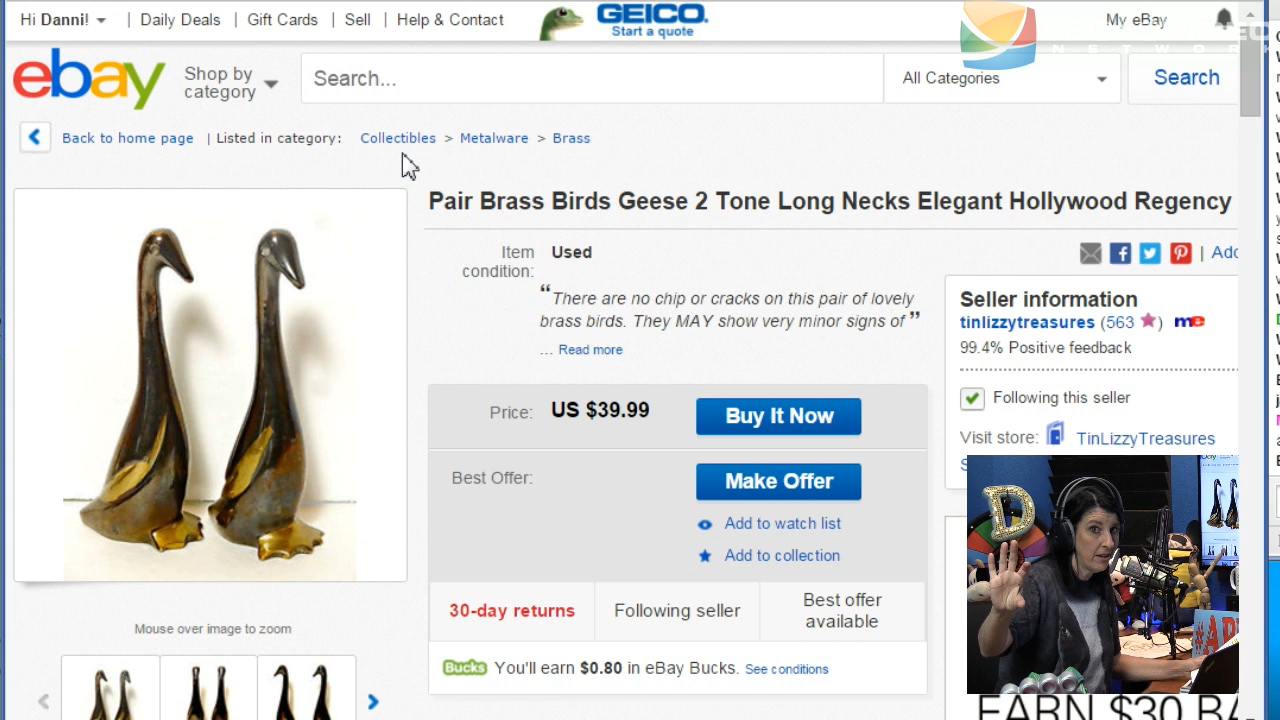 Hi Danni! | Daily Deals | Gift Cards | Sell | Help & Contact
GEICO.
Start a quote
My eBay
NETWORK
ebay
Shop by
category
Search...
All Categories
Search
Back to home page | Listed in category: Collectibles > Metalware > Brass
Pair Brass Birds Geese 2 Tone Long Necks Elegant Hollywood Regency
Item
condition:
Used
“There are no chip or cracks on this pair of lovely
brass birds. They MAY show very minor signs of ”
... Read more
Price: US $39.99
Buy It Now
Best Offer:
Make Offer
Add to watch list
Add to collection
30-day returns
Following seller
Best offer
available
Bucks You'll earn $0.80 in eBay Bucks. See conditions
Mouse over image to zoom
Seller information
tinlizzytreasures (563 ) me
99.4% Positive feedback
Following this seller
Visit store: TinLizzyTreasures
D
EARN $30 BA